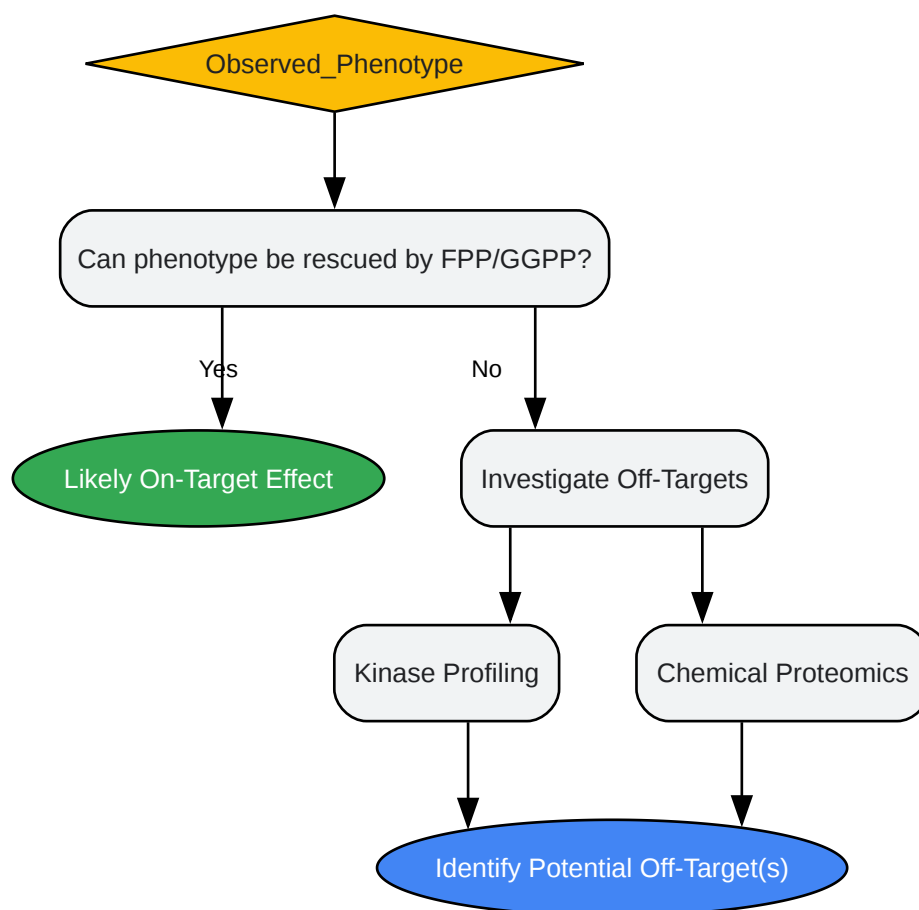 Observed_Phenotype
Can phenotype be rescued by FPP/GGPP?
Yes
No
Likely On-Target Effect
Investigate Off-Targets
Kinase Profiling
Chemical Proteomics
Identify Potential Off-Target(s)